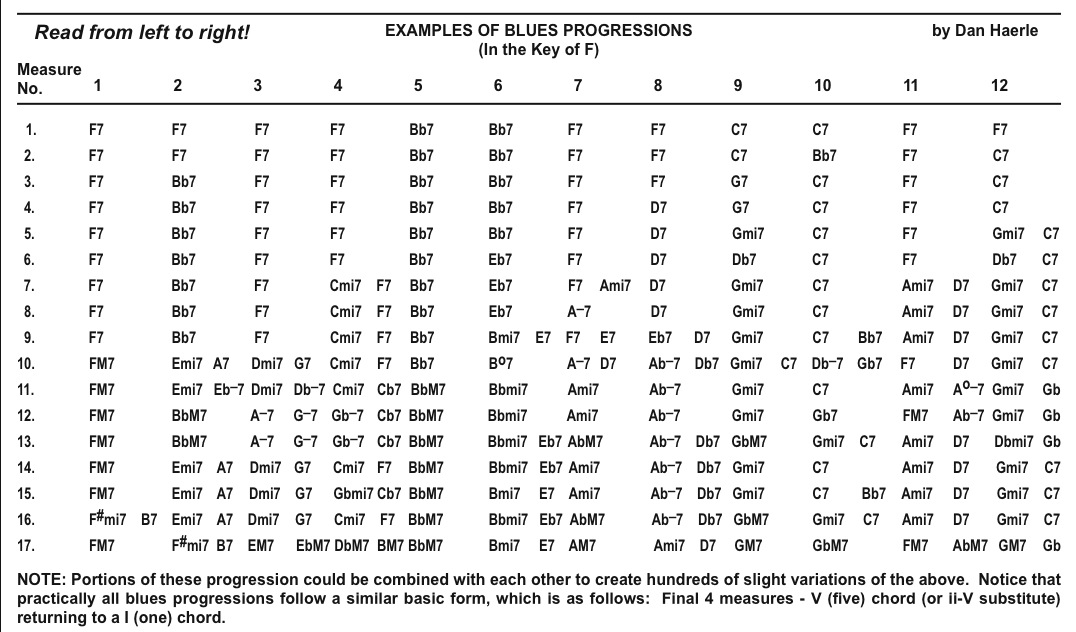 Read from left to right! EXAMPLES OF BLUES PROGRESSIONS by Dan Haerle
(In the Key of F)
Measure
No. 1 2 3 4 5 6 7 8 9 10 11 12
1. F7 F7 F7 F7 Bb7 Bb7 F7 F7 C7 C7 F7 F7
2. F7 F7 F7 F7 Bb7 Bb7 F7 F7 C7 Bb7 F7 C7
3. F7 Bb7 F7 F7 Bb7 Bb7 F7 F7 G7 C7 F7 C7
4. F7 Bb7 F7 F7 Bb7 Bb7 F7 D7 G7 C7 F7 C7
5. F7 Bb7 F7 F7 Bb7 Bb7 F7 D7 Gmi7 C7 F7 Gmi7 C7
6. F7 Bb7 F7 F7 Bb7 Eb7 F7 D7 Db7 C7 F7 Db7 C7
7. F7 Bb7 F7 Cmi7 F7 Bb7 Eb7 F7 Ami7 D7 Gmi7 C7 Ami7 D7 Gmi7 C7
8. F7 Bb7 F7 Cmi7 F7 Bb7 Eb7 A–7 D7 Gmi7 C7 Ami7 D7 Gmi7 C7
9. F7 Bb7 F7 Cmi7 F7 Bb7 Bmi7 E7 F7 E7 Eb7 D7 Gmi7 C7 Bb7 Ami7 D7 Gmi7 C7
10. FM7 Emi7 A7 Dmi7 G7 Cmi7 F7 Bb7 Bo7 A–7 D7 Ab–7 Db7 Gmi7 C7 Db–7 Gb7 F7 D7 Gmi7 C7
11. FM7 Emi7 Eb–7 Dmi7 Db–7 Cmi7 Cb7 BbM7 Bbmi7 Ami7 Ab–7 Gmi7 C7 Ami7 Ao–7 Gmi7 Gb
12. FM7 BbM7 A–7 G–7 Gb–7 Cb7 BbM7 Bbmi7 Ami7 Ab–7 Gmi7 Gb7 FM7 Ab–7 Gmi7 Gb
13. FM7 BbM7 A–7 G–7 Gb–7 Cb7 BbM7 Bbmi7 Eb7 AbM7 Ab–7 Db7 GbM7 Gmi7 C7 Ami7 D7 Dbmi7 Gb
14. FM7 Emi7 A7 Dmi7 G7 Cmi7 F7 BbM7 Bbmi7 Eb7 Ami7 Ab–7 Db7 Gmi7 C7 Ami7 D7 Gmi7 C7
15. FM7 Emi7 A7 Dmi7 G7 Gbmi7 Cb7 BbM7 Bmi7 E7 Ami7 Ab–7 Db7 Gmi7 C7 Bb7 Ami7 D7 Gmi7 C7
16. F#mi7 B7 Emi7 A7 Dmi7 G7 Cmi7 F7 BbM7 Bbmi7 Eb7 AbM7 Ab–7 Db7 GbM7 Gmi7 C7 Ami7 D7 Gmi7 C7
17. FM7 F#mi7 B7 EM7 EbM7 DbM7 BM7 BbM7 Bmi7 E7 AM7 Ami7 D7 GM7 GbM7 FM7 AbM7 GM7 Gb
NOTE: Portions of these progression could be combined with each other to create hundreds of slight variations of the above. Notice that
practically all blues progressions follow a similar basic form, which is as follows: Final 4 measures - V (five) chord (or ii-V substitute)
returning to a I (one) chord.